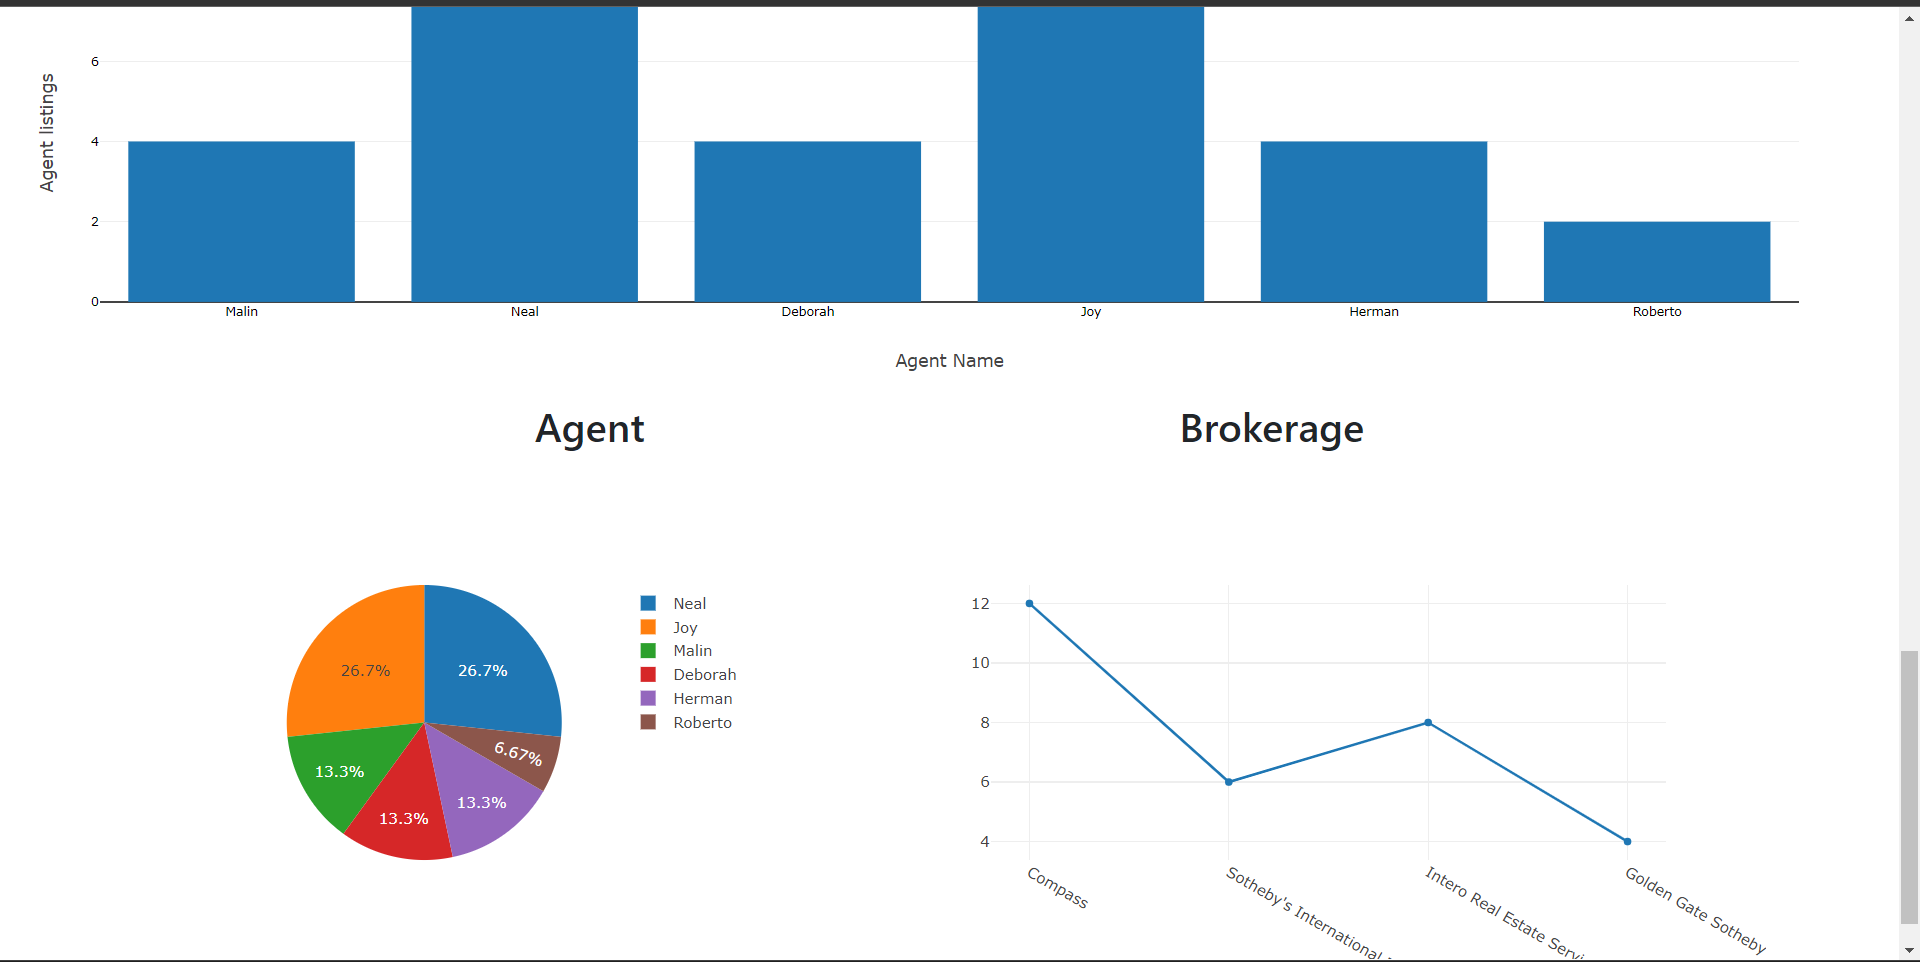 Agent listings
6
4
2
0
Malin Neal Deborah Joy Herman Roberto
Agent Name
Agent
26.7%
26.7%
6.67%
13.3%
13.3%
13.3%
Neal
Joy
Malin
Deborah
Herman
Roberto
Brokerage
12
10
8
6
4
Compass
Sotheby's International
Intero Real Estate Servi
Golden Gate Sotheby